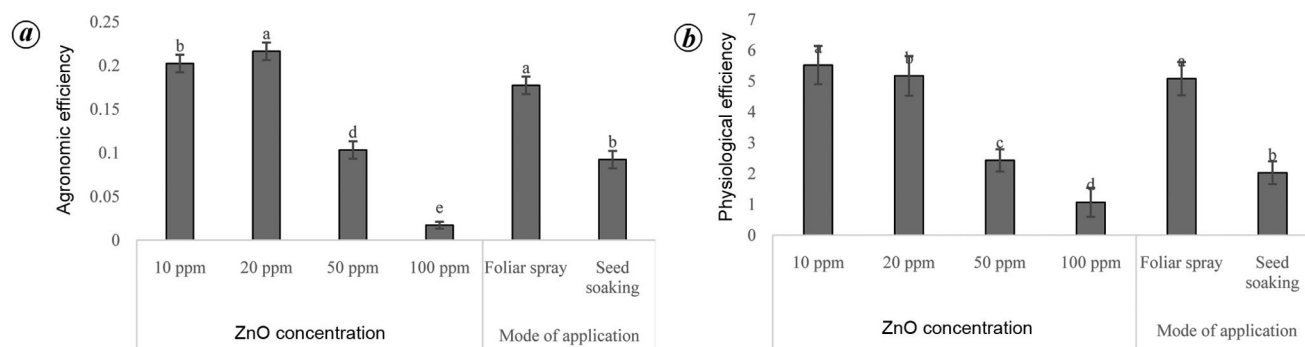 a
Agronomic efficiency
0.25
0.2
0.15
0.1
0.05
0
b
a
d
e
a
b
10 ppm
20 ppm
50 ppm
100 ppm
Foliar spray
Seed
soaking
ZnO concentration
Mode of application
b
Physiological efficiency
7
6
5
4
3
2
1
0
a
b
c
d
a
b
10 ppm
20 ppm
50 ppm
100 ppm
Foliar spray
Seed
soaking
ZnO concentration
Mode of application